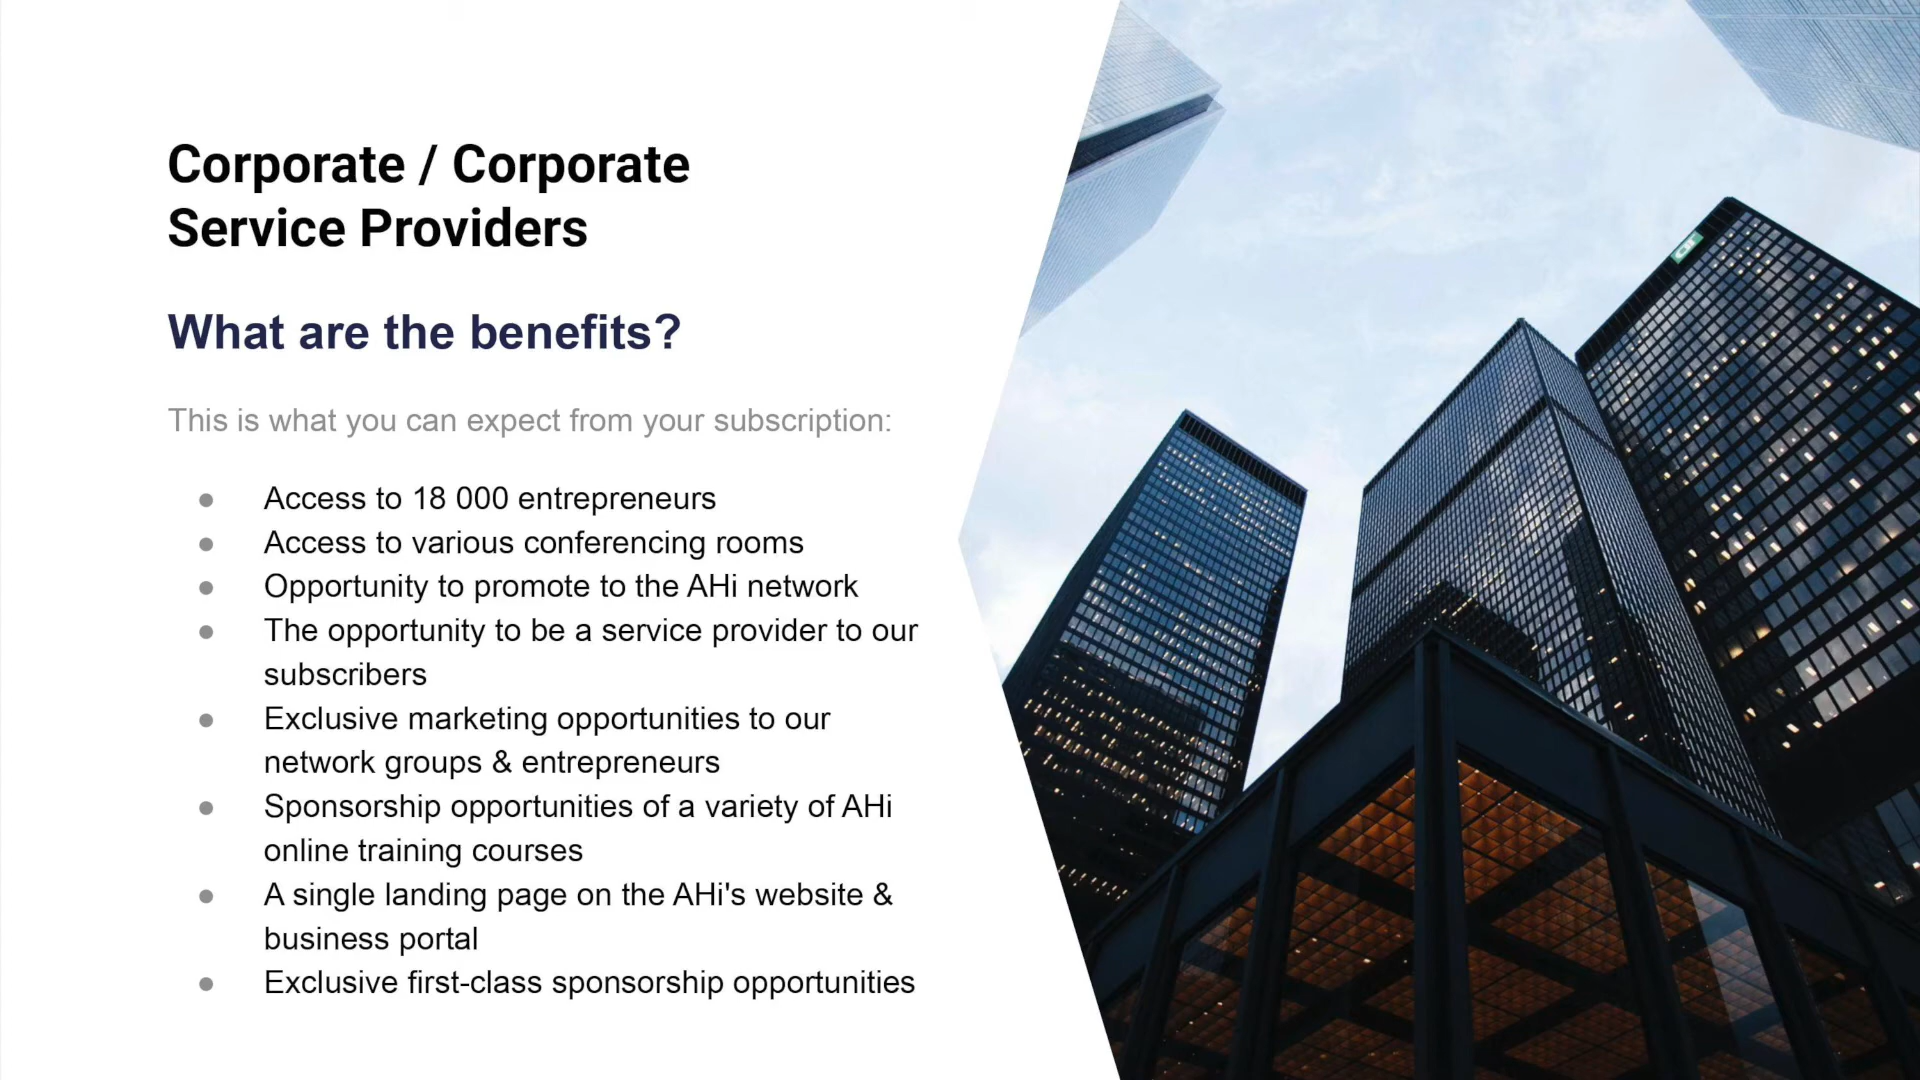 Corporate / Corporate
Service Providers
What are the benefits?
This is what you can expect from your subscription:
● Access to 18 000 entrepreneurs
● Access to various conferencing rooms
● Opportunity to promote to the AHi network
● The opportunity to be a service provider to our
subscribers
● Exclusive marketing opportunities to our
network groups & entrepreneurs
● Sponsorship opportunities of a variety of AHi
online training courses
● A single landing page on the AHi's website &
business portal
● Exclusive first-class sponsorship opportunities